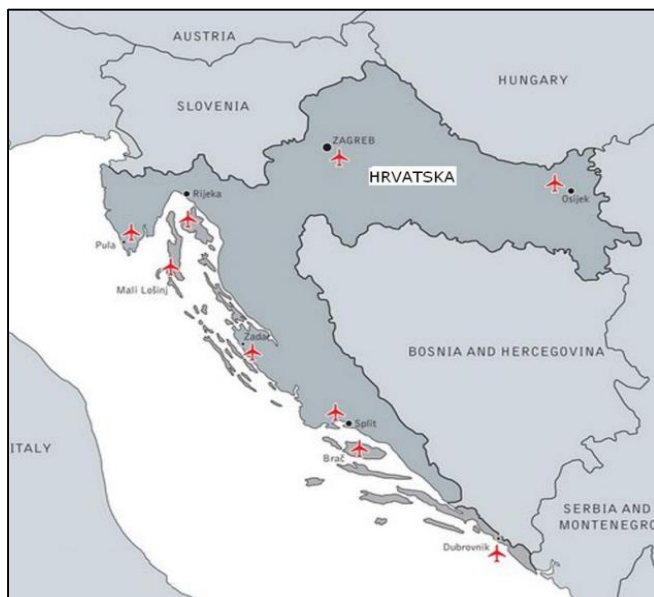 AUSTRIA
HUNGARY
SLOVENIA
ZAGREB
HRVATSKA
Rijeka
Osijek
Pula
Mali Lošinj
Zadar
BOSNIA AND HERCEGOVINA
Split
ITALY
Brač
SERBIA AND
MONTENEGRO
Dubrovnik